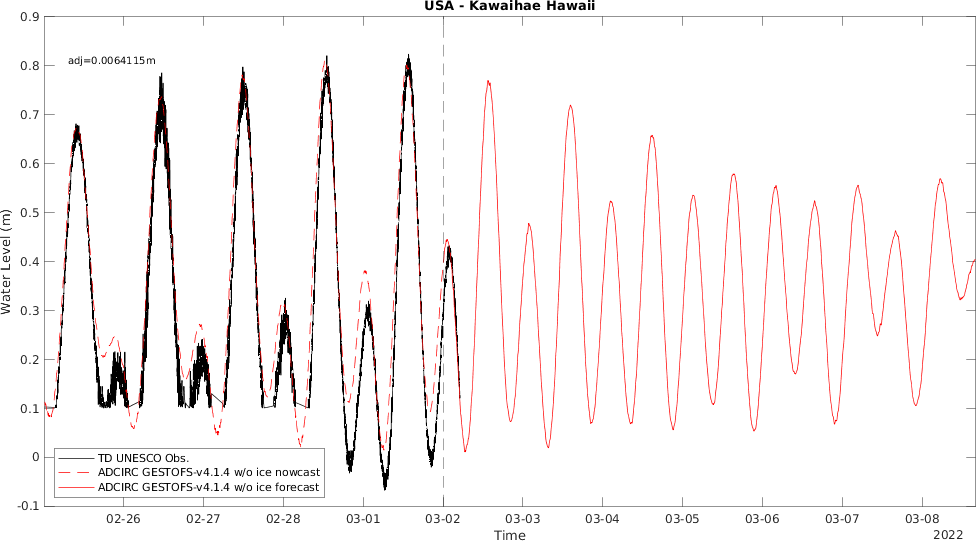 USA - Kawaihae Hawaii
adj=0.0064115m
0.9
0.8
0.7
0.6
0.5
0.4
0.3
0.2
0.1
0
-0.1
Water Level (m)
TD UNESCO Obs.
ADCIRC GESTOFS-v4.1.4 w/o ice nowcast
ADCIRC GESTOFS-v4.1.4 w/o ice forecast
02-26 02-27 02-28 03-01 03-02 03-03 03-04 03-05 03-06 03-07 03-08
Time
2022